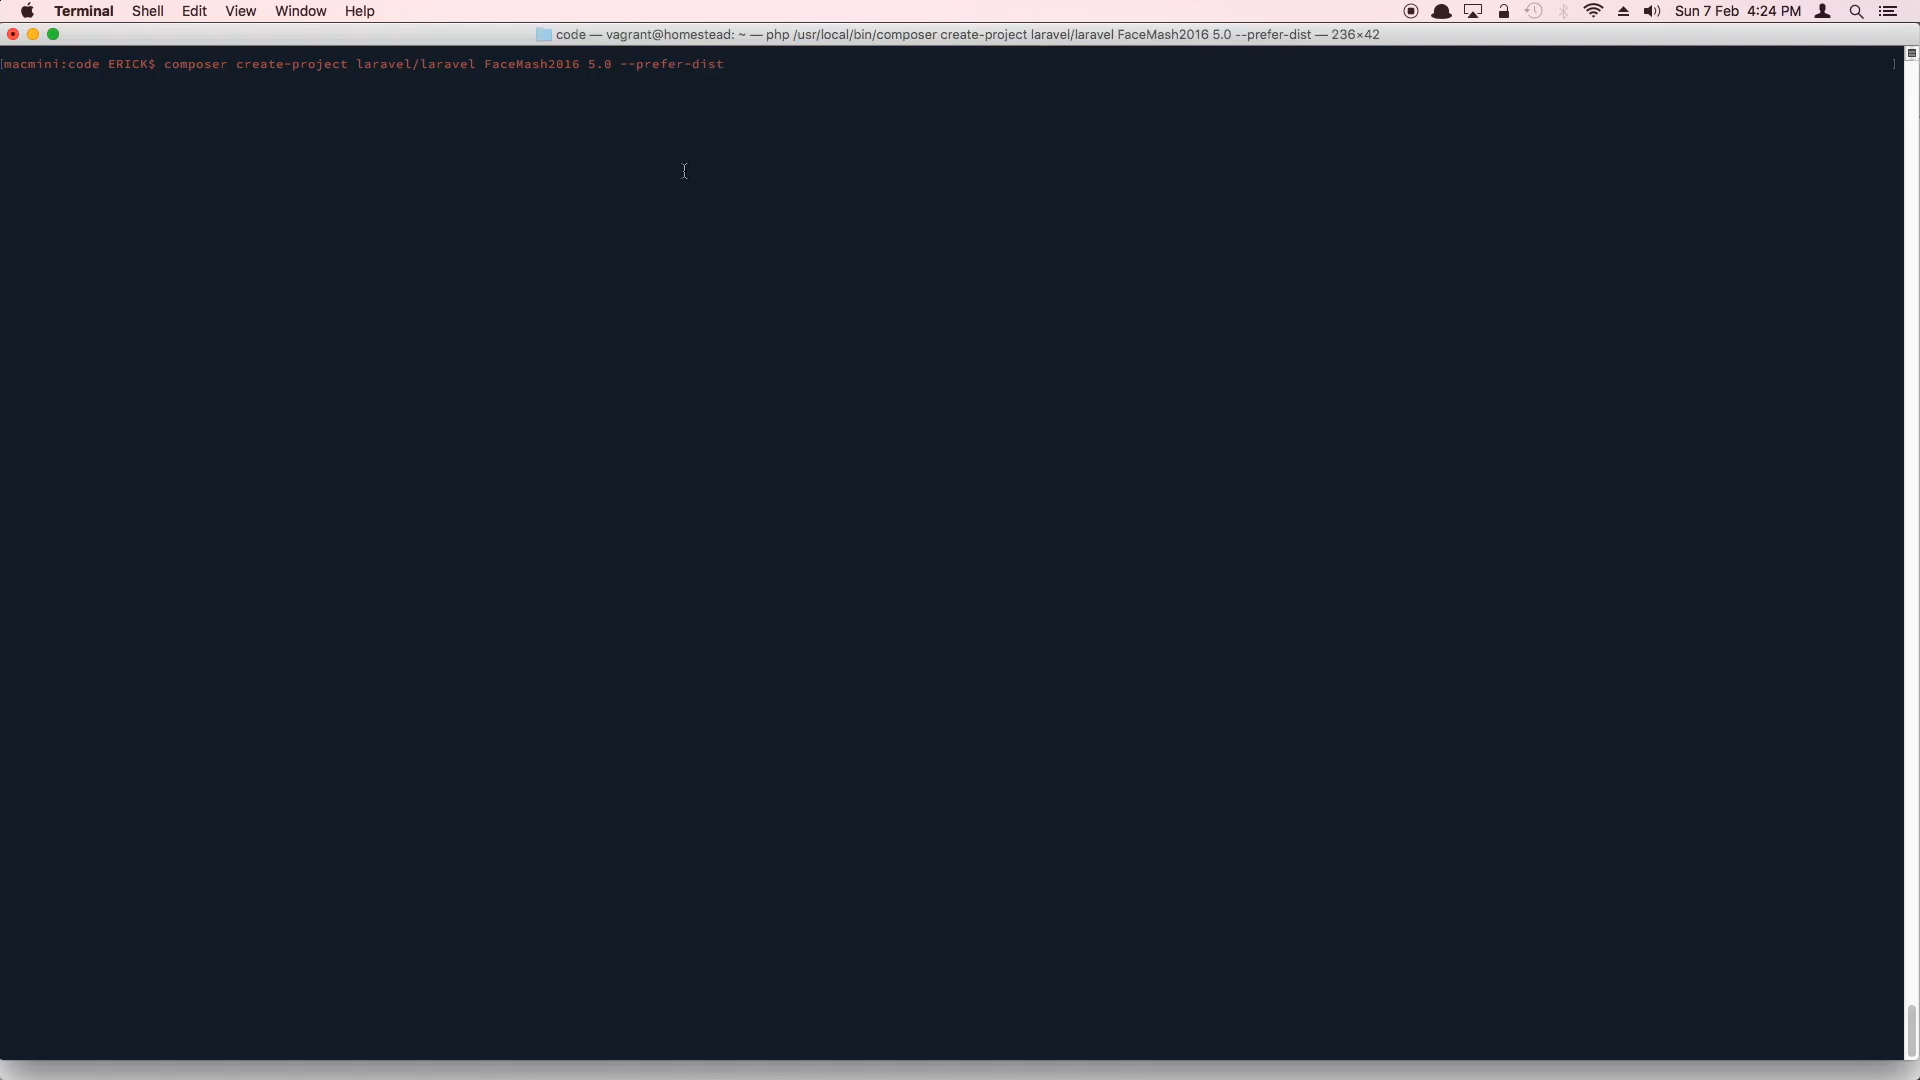 Terminal Shell Edit View Window Help Sun 7 Feb 4:24 PM
code — vagrant@homestead: ~ — php /usr/local/bin/composer create-project laravel/laravel FaceMash2016 5.0 --prefer-dist — 236×42
[macmini:code ERICK$ composer create-project laravel/laravel FaceMash2016 5.0 --prefer-dist ]